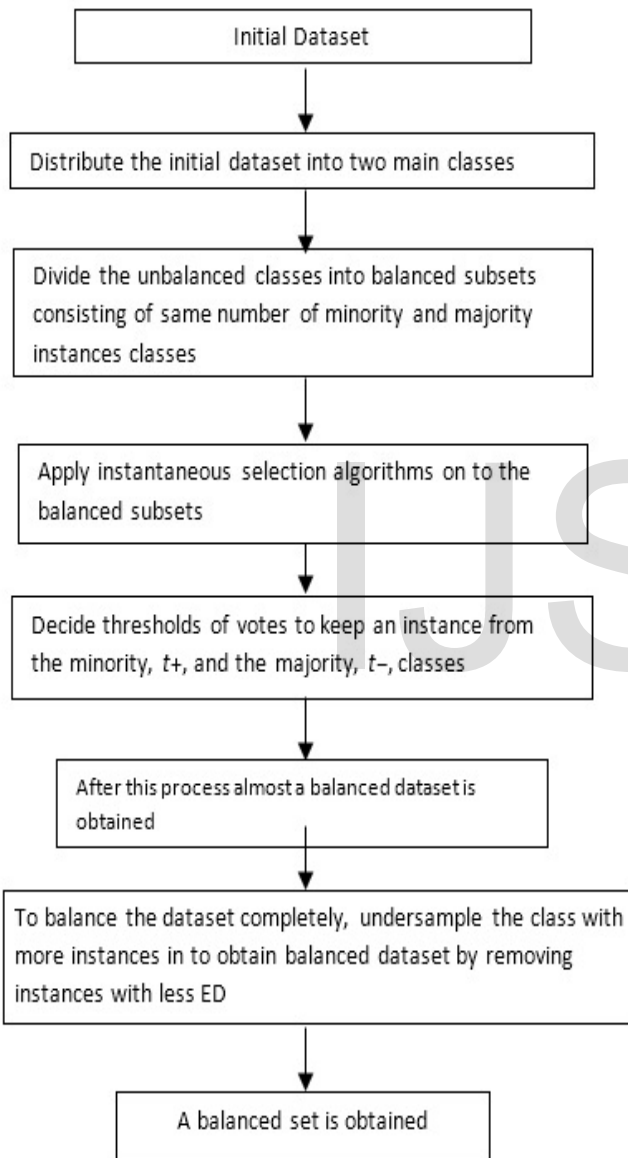 Initial Dataset
Distribute the initial dataset into two main classes
Divide the unbalanced classes into balanced subsets
consisting of same number of minority and majority
instances classes
Apply instantaneous selection algorithms on to the
balanced subsets
Decide thresholds of votes to keep an instance from
the minority, t+, and the majority, t−, classes
After this process almost a balanced dataset is
obtained
To balance the dataset completely, undersample the class with
more instances in to obtain balanced dataset by removing
instances with less ED
A balanced set is obtained
IJS